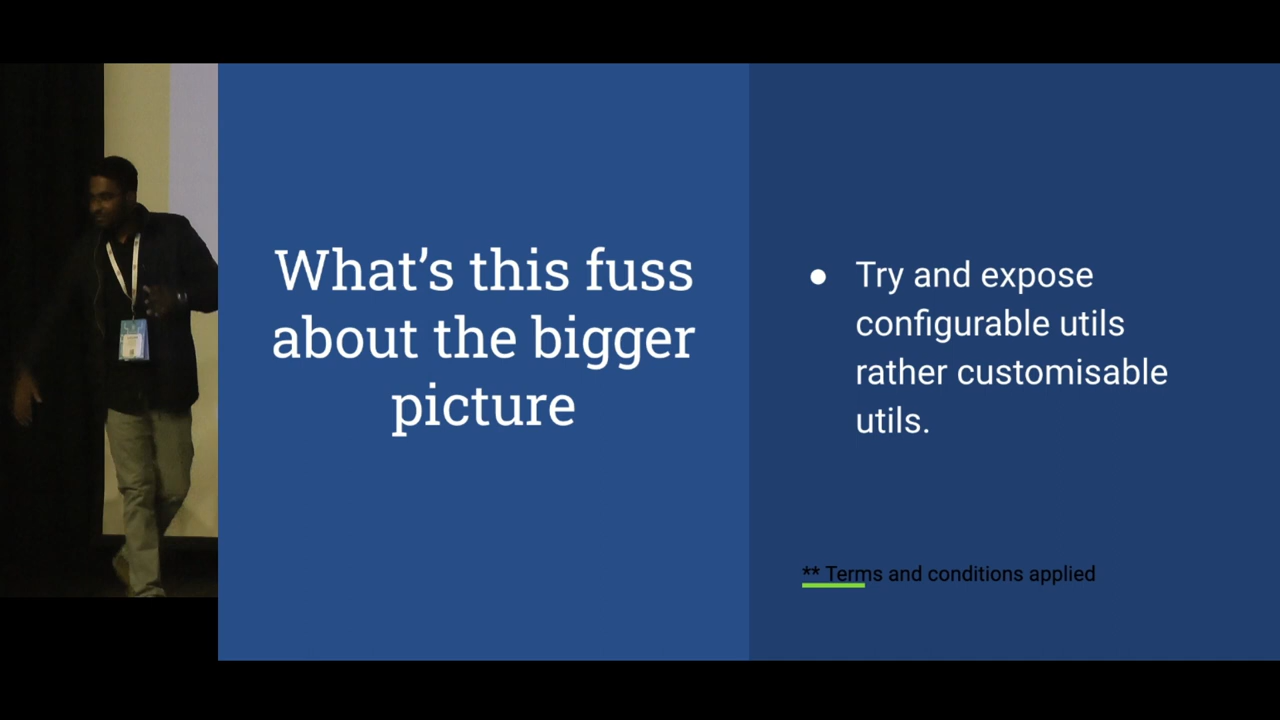 What’s this fuss
about the bigger
picture
● Try and expose
configurable utils
rather customisable
utils.
** Terms and conditions applied